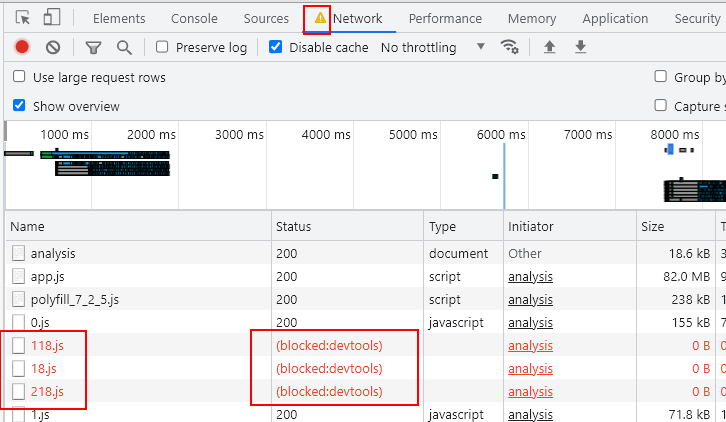 Elements Console Sources Network Performance Memory Application Security
Preserve log Disable cache No throttling
Use large request rows Group by
Show overview Capture s
1000 ms 2000 ms 3000 ms 4000 ms 5000 ms 6000 ms 7000 ms 8000 ms
Name Status Type Initiator Size T
analysis 200 document Other 18.6 kB 3
app.js 200 script analysis 82.0 MB 9
polyfill_7_2_5.js 200 script analysis 238 kB 1
0.js 200 javascript analysis 155 kB 7
118.js (blocked:devtools) analysis 0 B 0
18.js (blocked:devtools) analysis 0 B 0
218.js (blocked:devtools) analysis 0 B 0
1.js 200 javascript analysis 71.8 kB